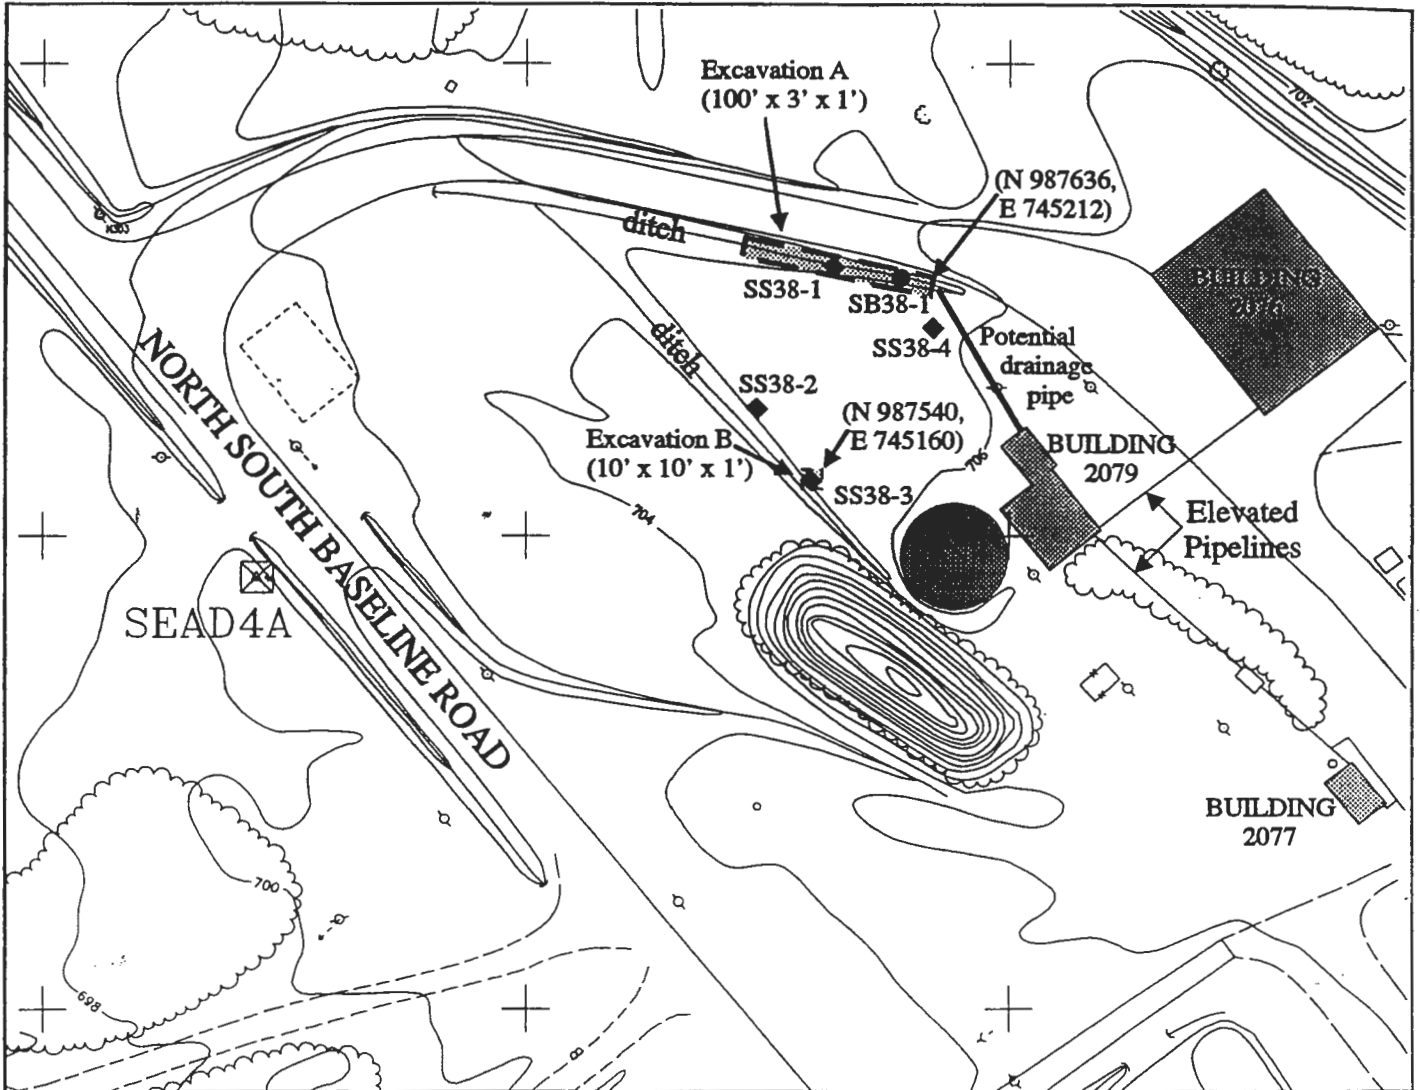 Excavation A
(100' x 3' x 1')
702
(N 987636,
E 745212)
ditch
BUILDING
2076
SS38-1
SB38-1
SS38-4
Potential
drainage
pipe
ditch
SS38-2
(N 987540,
E 745160)
Excavation B
(10' x 10' x 1')
SS38-3
706
BUILDING
2079
704
Elevated
Pipelines
NORTH SOUTH BASELINE ROAD
SEAD4A
BUILDING
2077
700
698